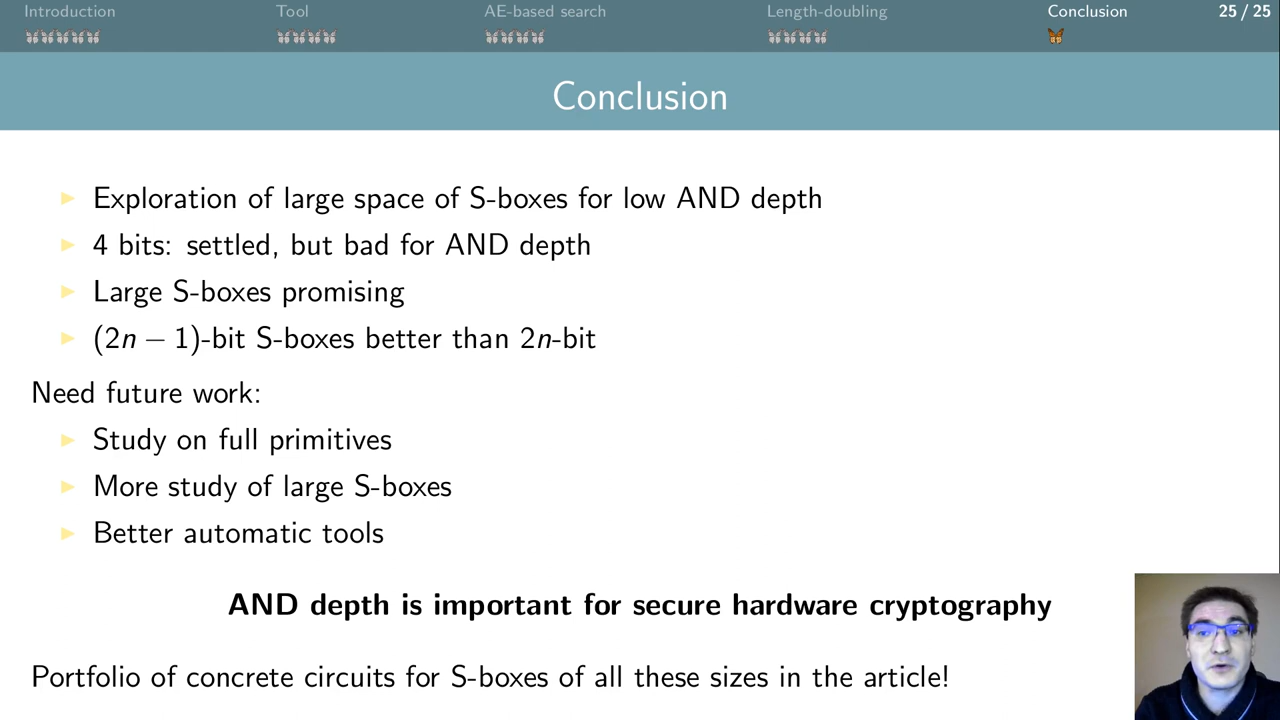 Introduction Tool AE-based search Length-doubling Conclusion 25 / 25
Conclusion
Exploration of large space of S-boxes for low AND depth
4 bits: settled, but bad for AND depth
Large S-boxes promising
(2n − 1)-bit S-boxes better than 2n-bit
Need future work:
Study on full primitives
More study of large S-boxes
Better automatic tools
AND depth is important for secure hardware cryptography
Portfolio of concrete circuits for S-boxes of all these sizes in the article!